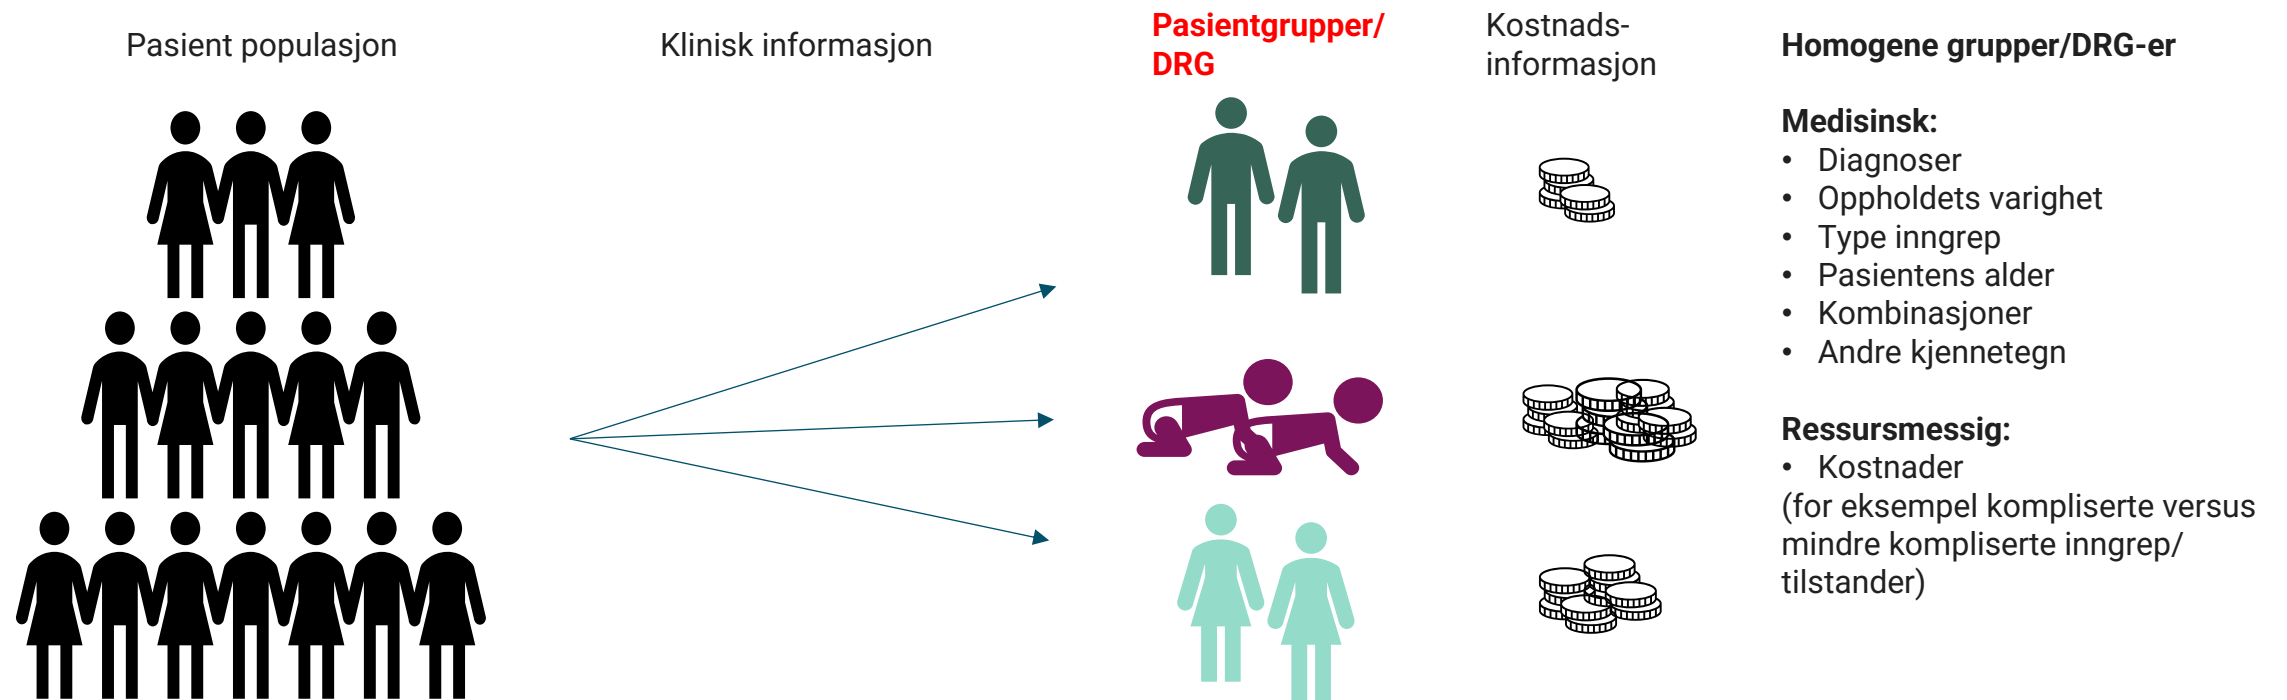 Pasient populasjon
Klinisk informasjon
Pasientgrupper/
DRG
Kostnads-
informasjon
Homogene grupper/DRG-er
Medisinsk:
• Diagnoser
• Oppholdets varighet
• Type inngrep
• Pasientens alder
• Kombinasjoner
• Andre kjennetegn
Ressursmessig:
• Kostnader
(for eksempel kompliserte versus
mindre kompliserte inngrep/
tilstander)